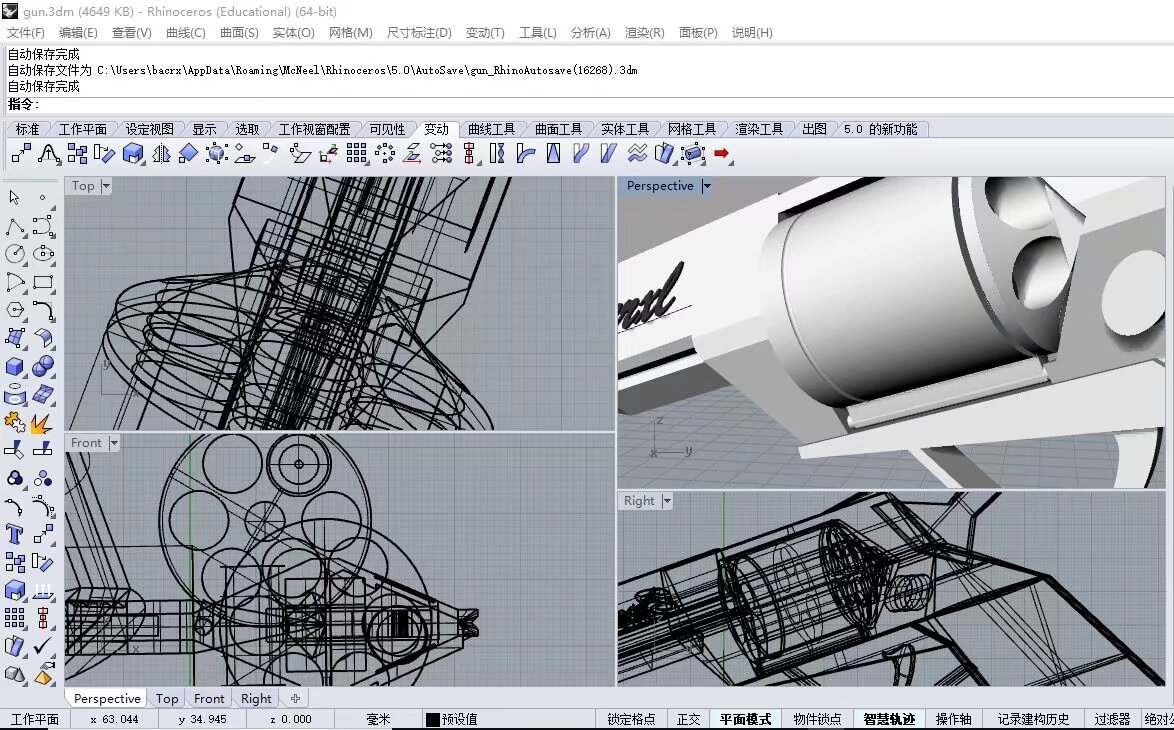 gun.3dm (4649 KB) - Rhinoceros (Educational) (64-bit)
文件(F) 编辑(E) 查看(V) 曲线(C) 曲面(S) 实体(O) 网格(M) 尺寸标注(D) 变动(T) 工具(L) 分析(A) 渲染(R) 面板(P) 说明(H)
自动保存完成
自动保存文件为 C:\Users\bacrx\AppData\Roaming\McNeel\Rhinoceros\5.0\AutoSave\gun_RhinoAutosave(16268).3dm
自动保存完成
指令:
标准 工作平面 设定视图 显示 选取 工作视窗配置 可见性 变动 曲线工具 曲面工具 实体工具 网格工具 渲染工具 出图 5.0 的新功能
Top
Perspective
z
x y
y
Front
Right
x
Perspective Top Front Right
工作平面 x 63.044 y 34.945 z 0.000 毫米 预设值 锁定格点 正交 平面模式 物件锁点 智慧轨迹 操作轴 记录建构历史 过滤器